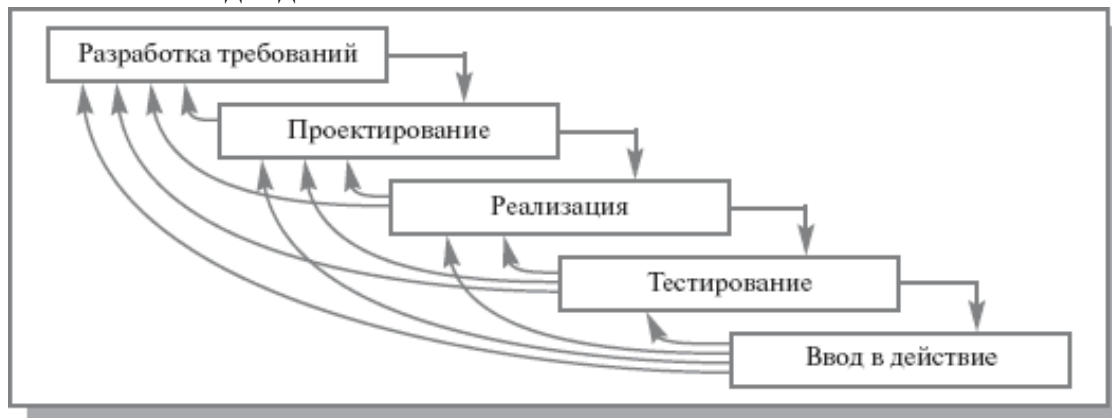 Разработка требований
Проектирование
Реализация
Тестирование
Ввод в действие